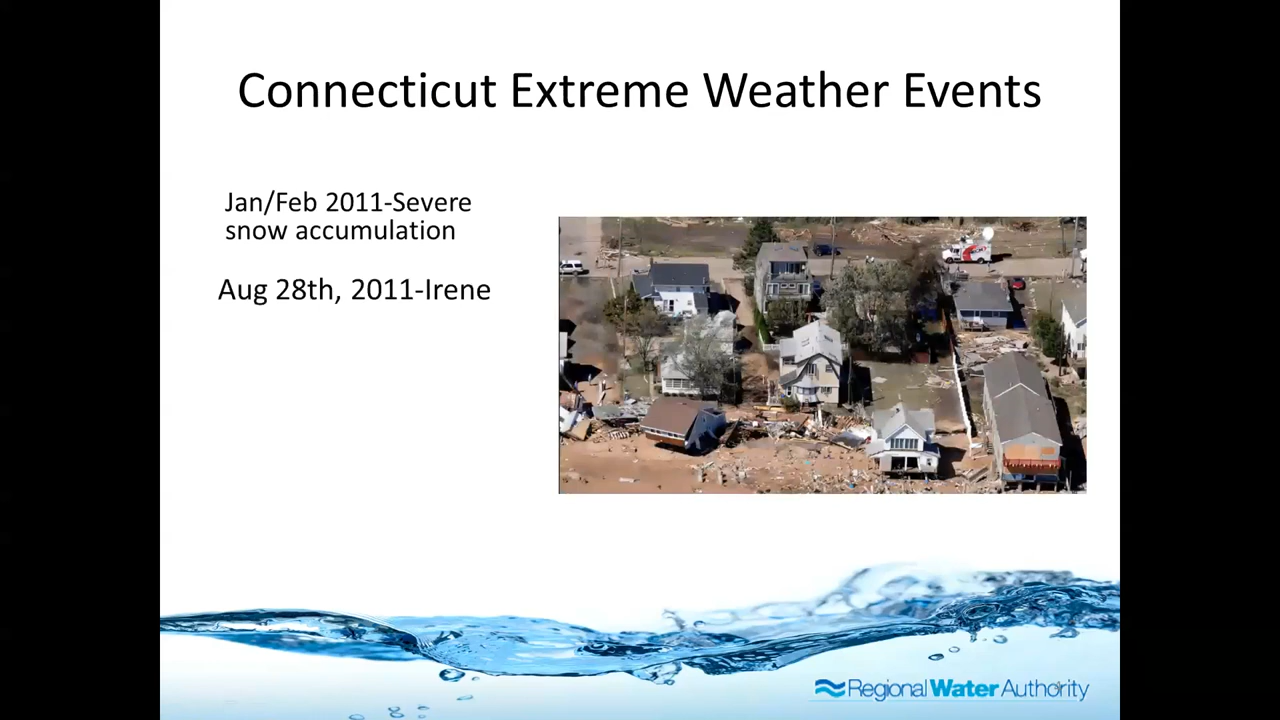 Connecticut Extreme Weather Events
Jan/Feb 2011-Severe
snow accumulation
Aug 28th, 2011-Irene
Regional Water Authority